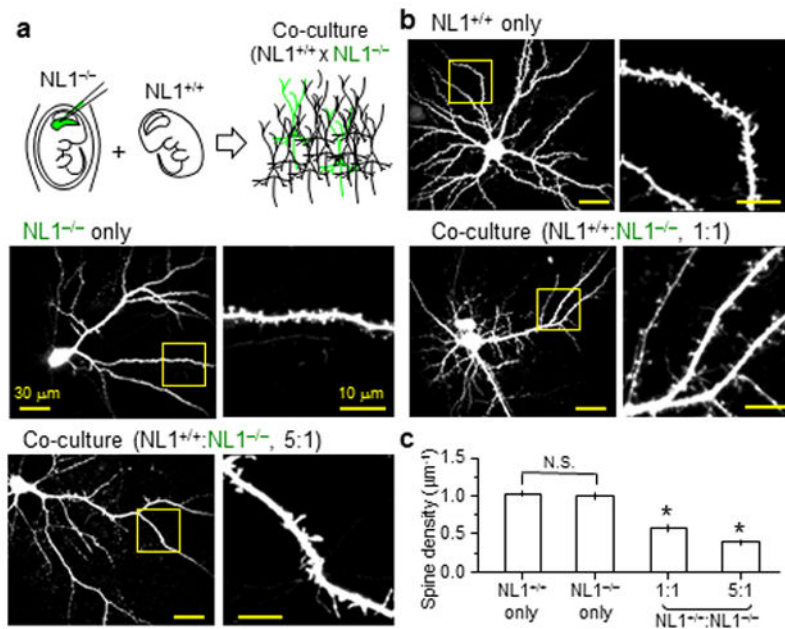 a
Co-culture
(NL1+/+ x NL1–/–
NL1–/–
NL1+/+
+
b
NL1+/+ only
NL1–/– only
30 μm
10 μm
Co-culture (NL1+/+:NL1–/–, 1:1)
Co-culture (NL1+/+:NL1–/–, 5:1)
c
Spine density (μm-1)
1.5
1.0
0.5
0.0
N.S.
*
*
NL1+/+
only
NL1–/–
only
1:1
5:1
NL1+/+:NL1–/–